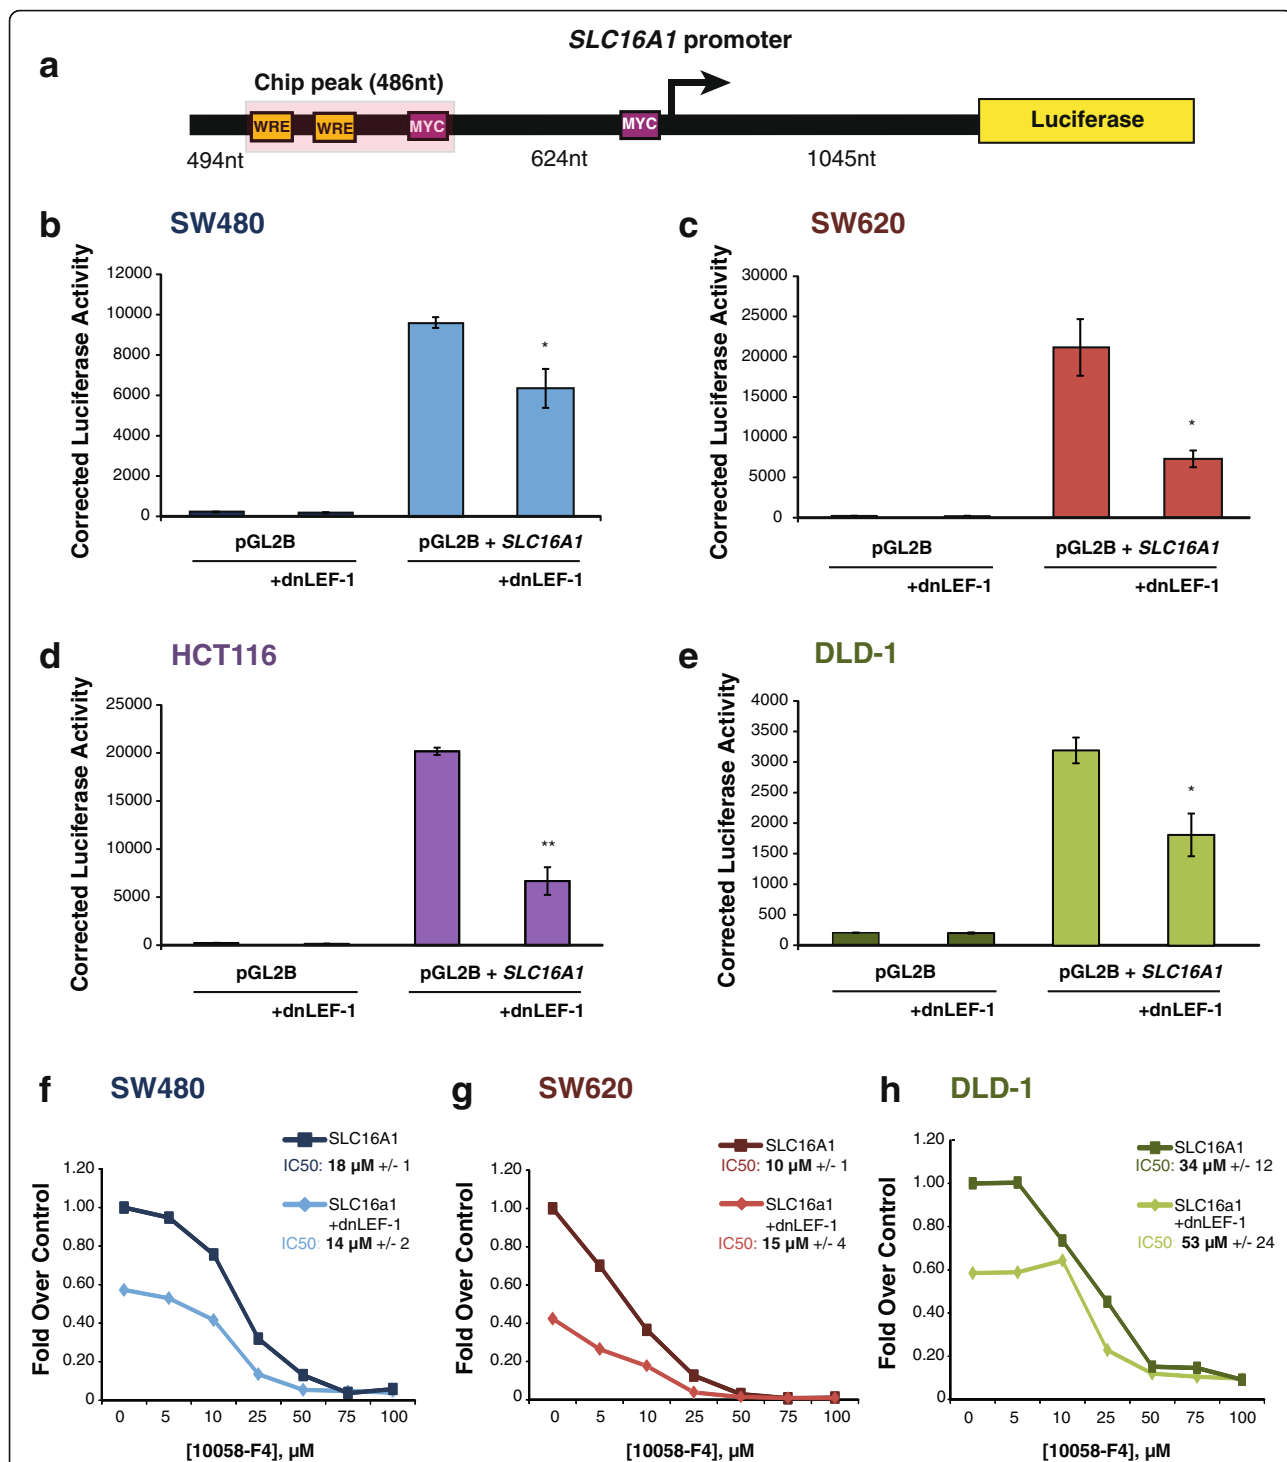 SLC16A1 promoter
a
Chip peak (486nt)
WRE WRE MYC MYC Luciferase
494nt 624nt 1045nt
b SW480
Corrected Luciferase Activity
12000
10000
8000
6000
4000
2000
0
*
pGL2B pGL2B + SLC16A1
+dnLEF-1 +dnLEF-1
c SW620
Corrected Luciferase Activity
30000
25000
20000
15000
10000
5000
0
*
pGL2B pGL2B + SLC16A1
+dnLEF-1 +dnLEF-1
d HCT116
Corrected Luciferase Activity
25000
20000
15000
10000
5000
0
**
pGL2B pGL2B + SLC16A1
+dnLEF-1 +dnLEF-1
e DLD-1
Corrected Luciferase Activity
4000
3500
3000
2500
2000
1500
1000
500
0
*
pGL2B pGL2B + SLC16A1
+dnLEF-1 +dnLEF-1
f SW480
SLC16A1
IC50: 18 µM +/- 1
SLC16a1
+dnLEF-1
IC50: 14 µM +/- 2
Fold Over Control
1.20
1.00
0.80
0.60
0.40
0.20
0
0 5 10 25 50 75 100
[10058-F4], µM
g SW620
SLC16A1
IC50: 10 µM +/- 1
SLC16a1
+dnLEF-1
IC50: 15 µM +/- 4
Fold Over Control
1.20
1.00
0.80
0.60
0.40
0.20
0
0 5 10 25 50 75 100
[10058-F4], µM
h DLD-1
SLC16A1
IC50: 34 µM +/- 12
SLC16a1
+dnLEF-1
IC50: 53 µM +/- 24
Fold Over Control
1.20
1.00
0.80
0.60
0.40
0.20
0
0 5 10 25 50 75 100
[10058-F4], µM